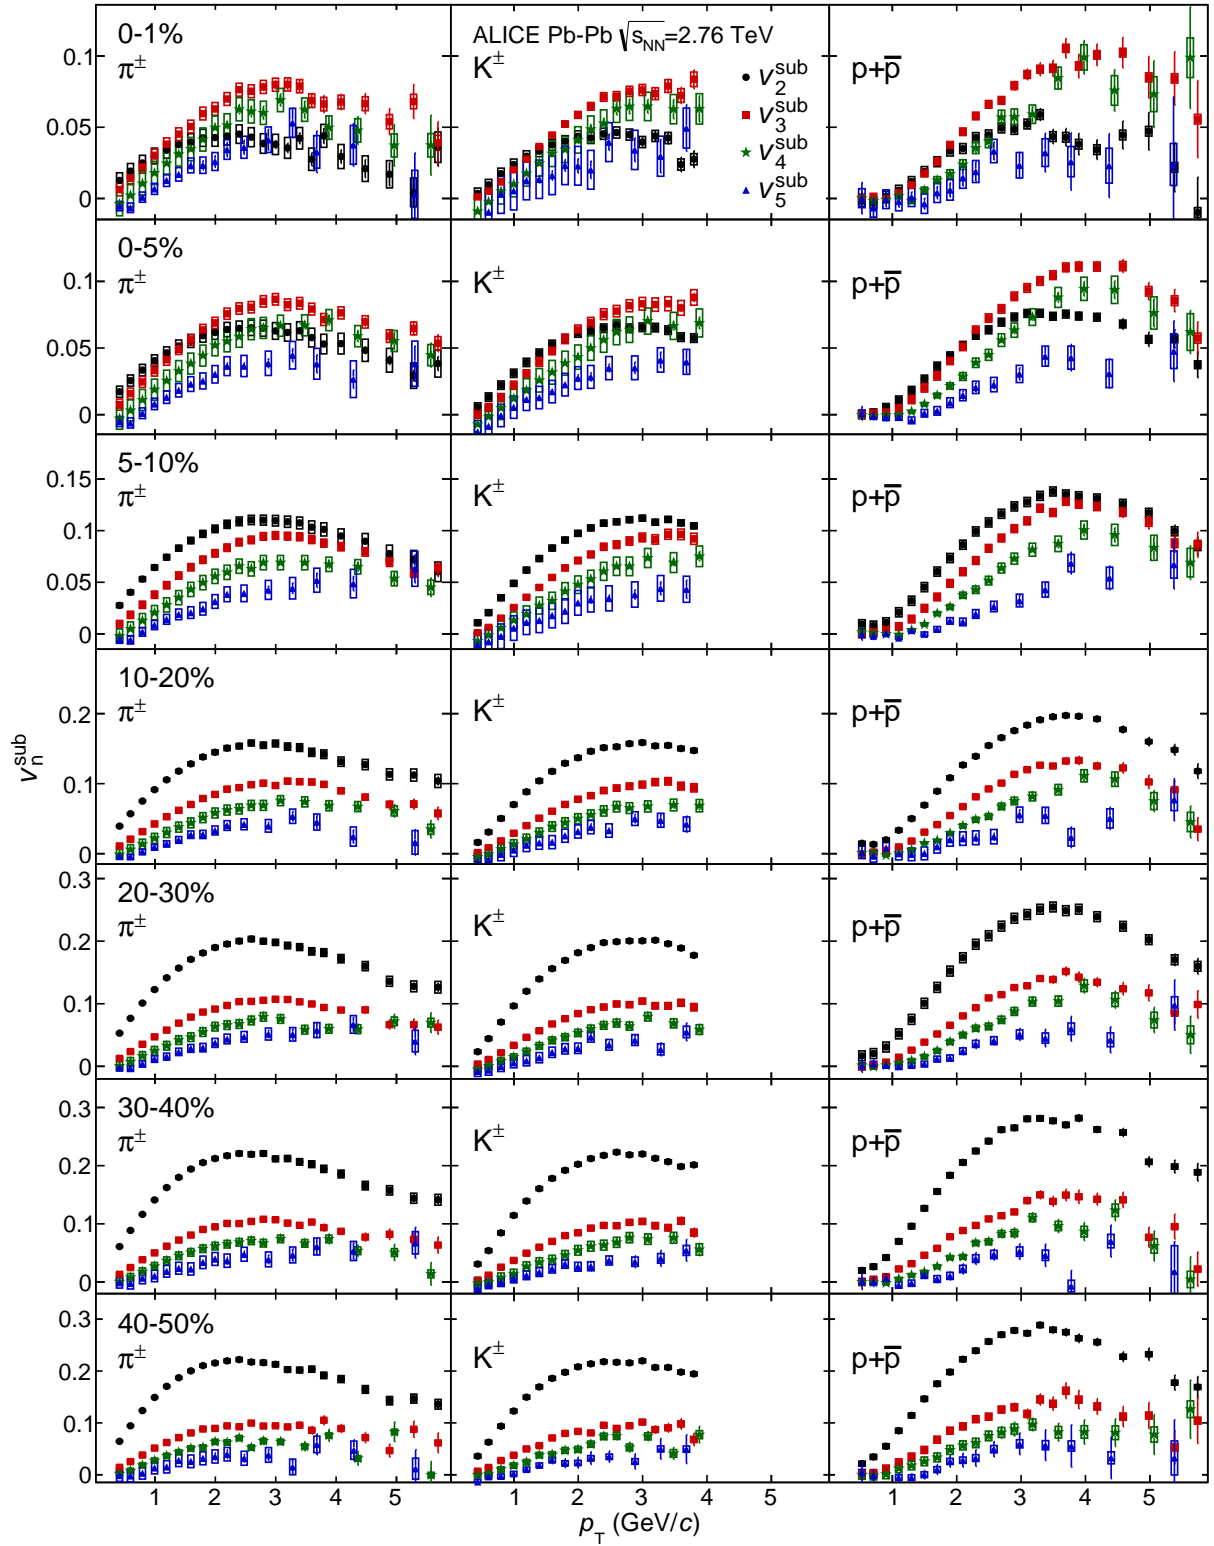 0-1%
π±
K±
ALICE Pb-Pb √sNN=2.76 TeV
v2sub
v3sub
v4sub
v5sub
p+p̅
0.1
0.05
0
0-5%
π±
K±
p+p̅
0.1
0.05
0
5-10%
π±
K±
p+p̅
0.15
0.1
0.05
0
10-20%
π±
K±
p+p̅
0.2
0.1
0
vnsub
20-30%
π±
K±
p+p̅
0.3
0.2
0.1
0
30-40%
π±
K±
p+p̅
0.3
0.2
0.1
0
40-50%
π±
K±
p+p̅
0.3
0.2
0.1
0
1 2 3 4 5 1 2 3 4 5 1 2 3 4 5
pT (GeV/c)